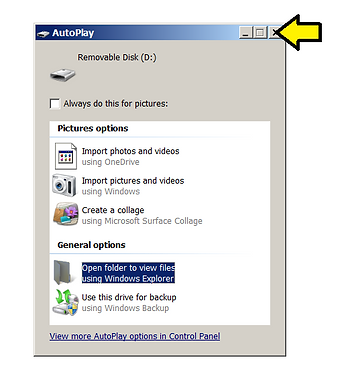 AutoPlay
Removable Disk (D:)
Always do this for pictures:
Pictures options
Import photos and videos
using OneDrive
Import pictures and videos
using Windows
Create a collage
using Microsoft Surface Collage
General options
Open folder to view files
using Windows Explorer
Use this drive for backup
using Windows Backup
View more AutoPlay options in Control Panel